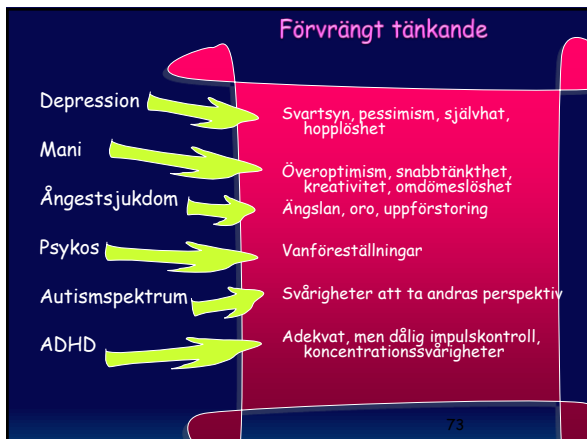 Förvrängt tänkande
Depression
Svartsyn, pessimism, självhat,
hopplöshet
Mani
Överoptimism, snabbtänkthet,
kreativitet, omdömeslöshet
Ångestsjukdom
Ängslan, oro, uppförstoring
Psykos
Vanföreställningar
Autismspektrum
Svårigheter att ta andras perspektiv
ADHD
Adekvat, men dålig impulskontroll,
koncentrationssvårigheter
73